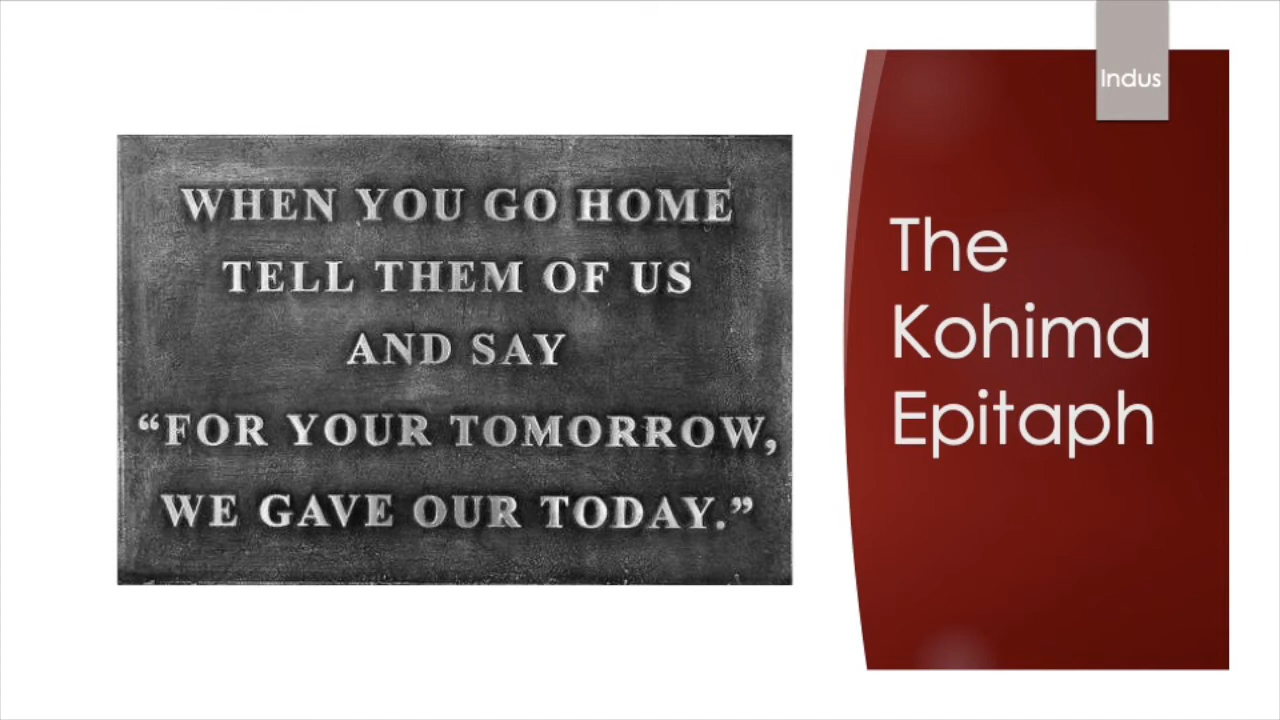 WHEN YOU GO HOME
TELL THEM OF US
AND SAY
“FOR YOUR TOMORROW,
WE GAVE OUR TODAY.”
Indus
The
Kohima
Epitaph